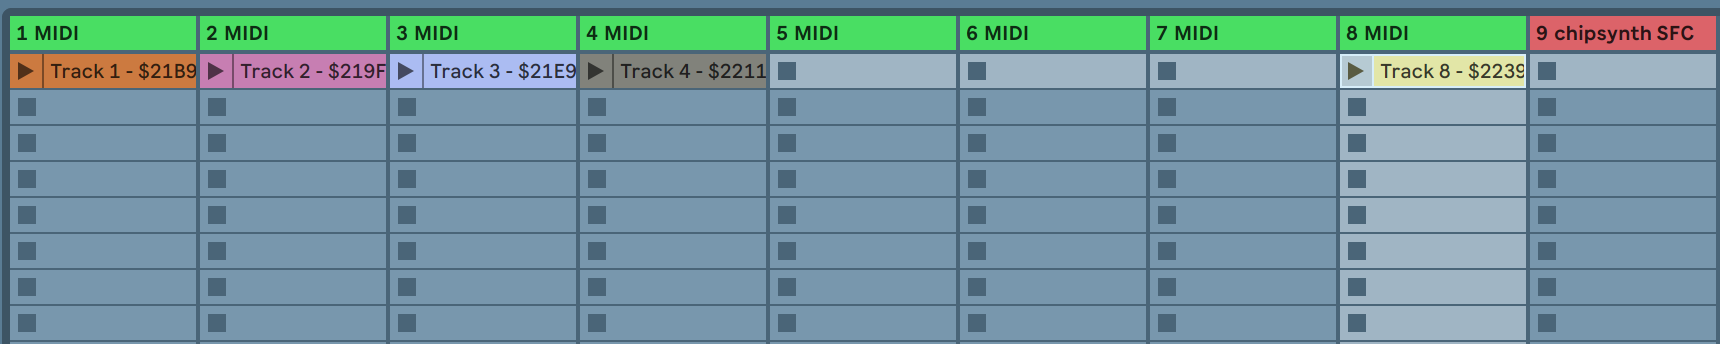 1 MIDI 2 MIDI 3 MIDI 4 MIDI 5 MIDI 6 MIDI 7 MIDI 8 MIDI 9 chipsynth SFC
Track 1 - $21B9 Track 2 - $219F Track 3 - $21E9 Track 4 - $2211 Track 8 - $2239